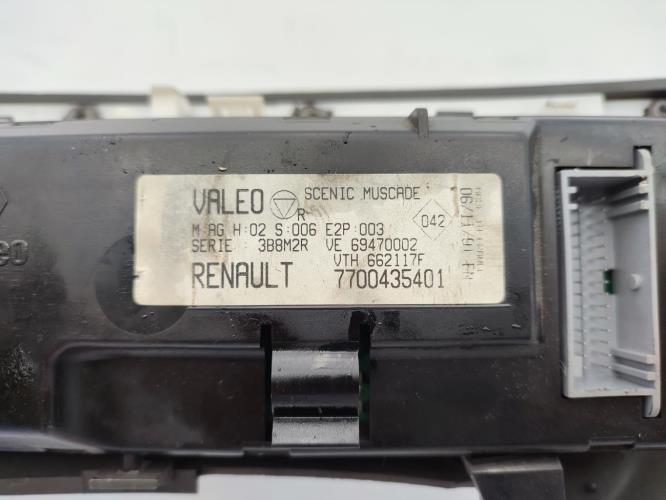 VALEO R- SCENIC MUSCADE
M AG H:02 S:006 E2P:003
042
SERIE 3B8M2R VE 69470002
VTH 662117F
RENAULT 7700435401